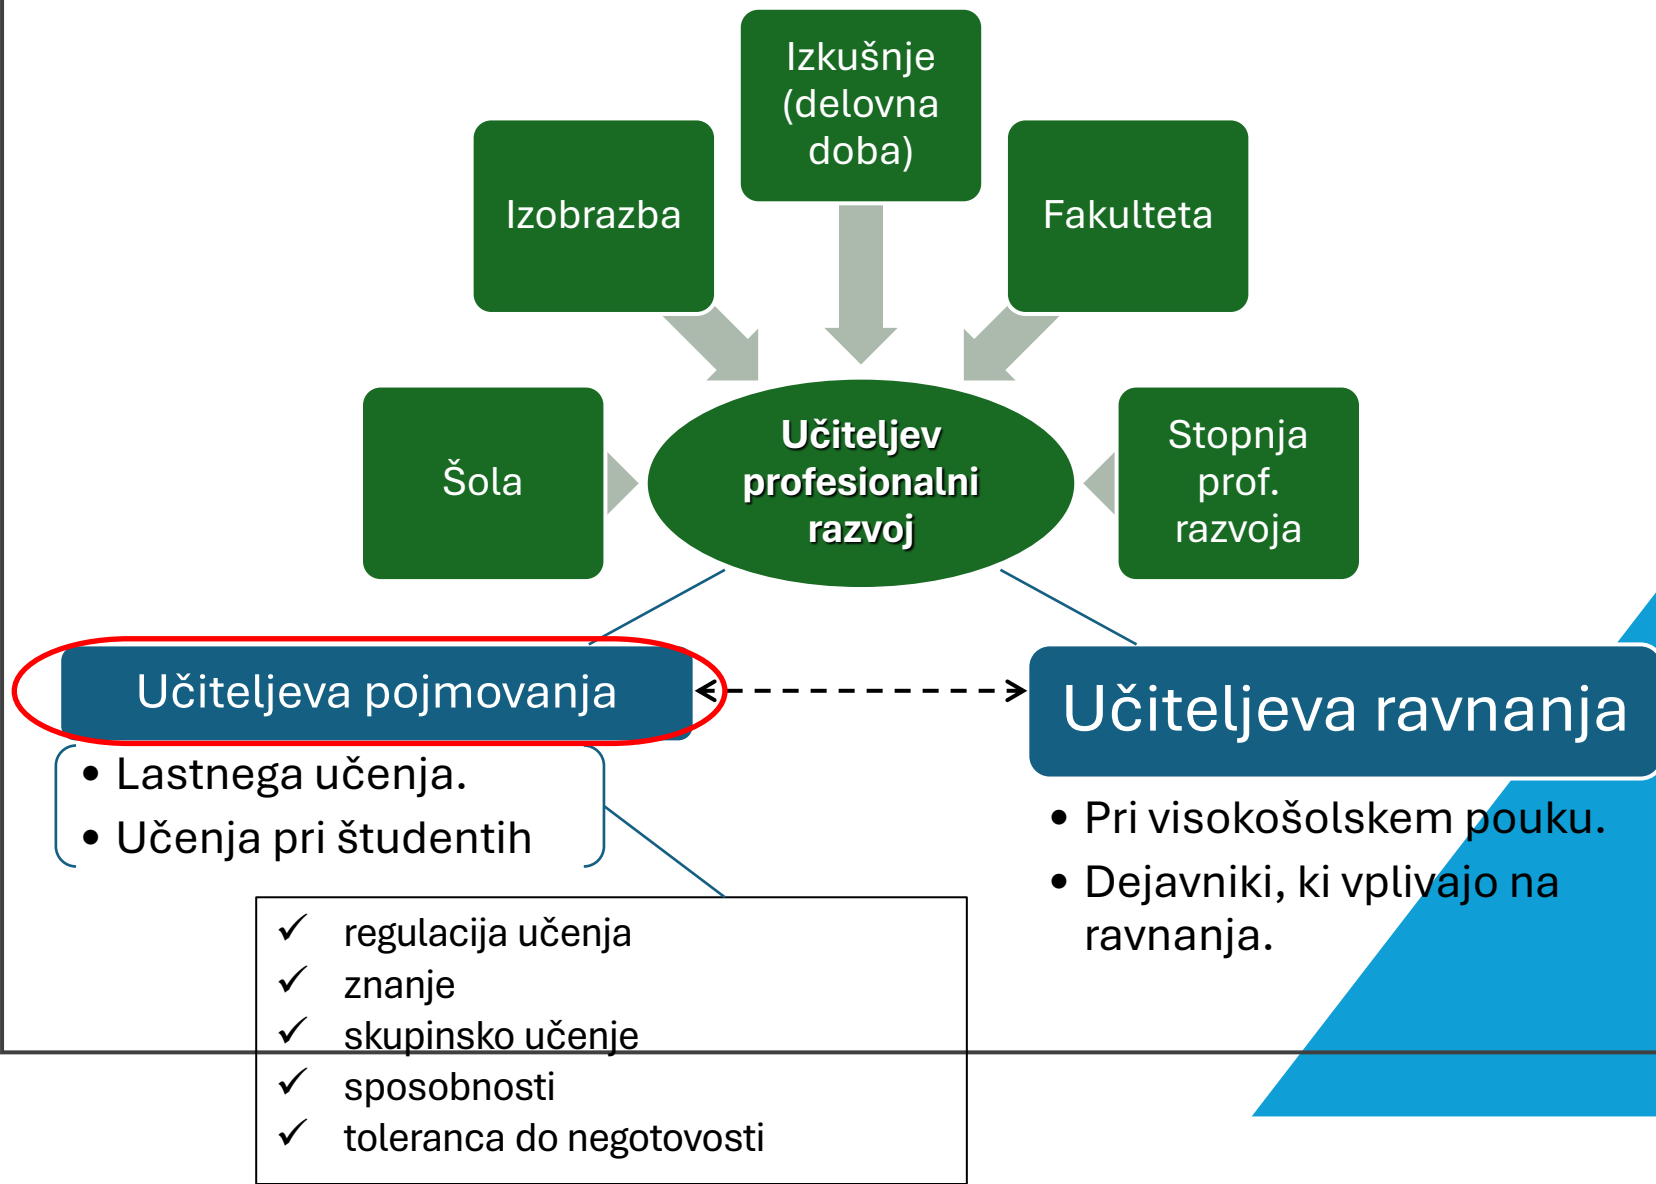 Izkušnje
(delovna
doba)
Izobrazba
Fakulteta
Šola
Učiteljev
profesionalni
razvoj
Stopnja
prof.
razvoja
Učiteljeva pojmovanja
• Lastnega učenja.
• Učenja pri študentih
✓ regulacija učenja
✓ znanje
✓ skupinsko učenje
✓ sposobnosti
✓ toleranca do negotovosti
Učiteljeva ravnanja
• Pri visokošolskem pouku.
• Dejavniki, ki vplivajo na
ravnanja.